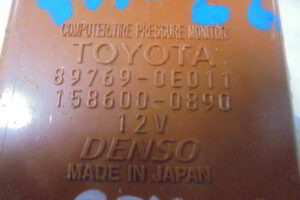 COMPUTER,TIRE PRESSURE MONITOR
TOYOTA
89769-0E011
158600-0890
12V
DENSO
MADE IN JAPAN